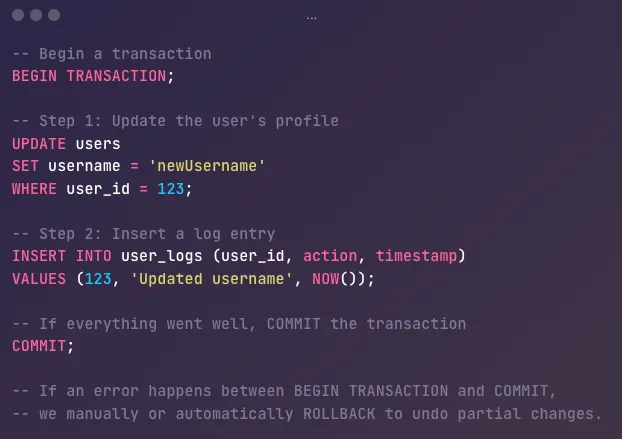 ...
-- Begin a transaction
BEGIN TRANSACTION;
-- Step 1: Update the user's profile
UPDATE users
SET username = 'newUsername'
WHERE user_id = 123;
-- Step 2: Insert a log entry
INSERT INTO user_logs (user_id, action, timestamp)
VALUES (123, 'Updated username', NOW());
-- If everything went well, COMMIT the transaction
COMMIT;
-- If an error happens between BEGIN TRANSACTION and COMMIT,
-- we manually or automatically ROLLBACK to undo partial changes.